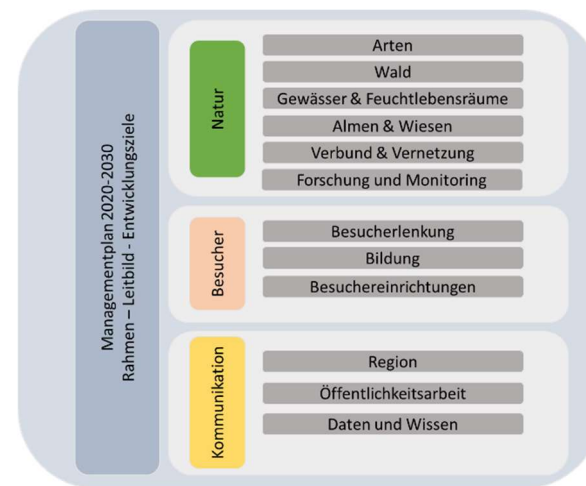 Managementplan 2020-2030
Rahmen – Leitbild - Entwicklungsziele
Natur
Arten
Wald
Gewässer & Feuchtlebensräume
Almen & Wiesen
Verbund & Vernetzung
Forschung und Monitoring
Besucher
Besucherlenkung
Bildung
Besuchereinrichtungen
Kommunikation
Region
Öffentlichkeitsarbeit
Daten und Wissen